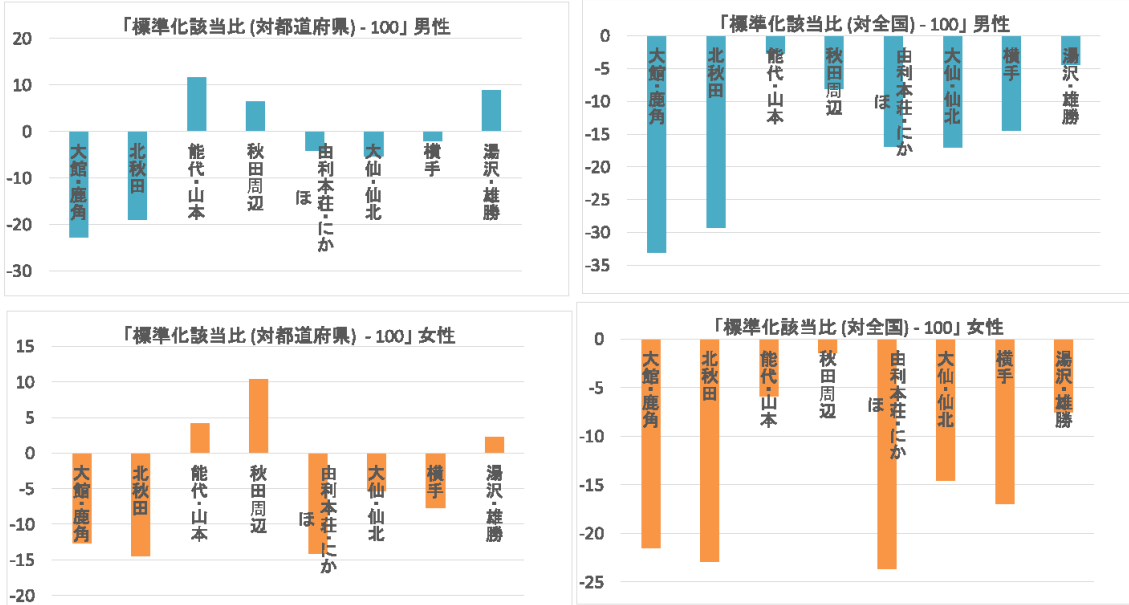 「標準化該当比 (対都道府県) - 100」 男性
20
10
0
-10
-20
-30
大館・鹿角
北秋田
能代・山本
秋田周辺
由利本荘・にか
ほ
大仙・仙北
横手
湯沢・雄勝
「標準化該当比 (対全国) - 100」 男性
0
-5
-10
-15
-20
-25
-30
-35
大館・鹿角
北秋田
能代・山本
秋田周辺
由利本荘・にか
ほ
大仙・仙北
横手
湯沢・雄勝
「標準化該当比 (対都道府県) - 100」 女性
15
10
5
0
-5
-10
-15
-20
大館・鹿角
北秋田
能代・山本
秋田周辺
由利本荘・にか
ほ
大仙・仙北
横手
湯沢・雄勝
「標準化該当比 (対全国) - 100」 女性
0
-5
-10
-15
-20
-25
大館・鹿角
北秋田
能代・山本
秋田周辺
由利本荘・にか
ほ
大仙・仙北
横手
湯沢・雄勝